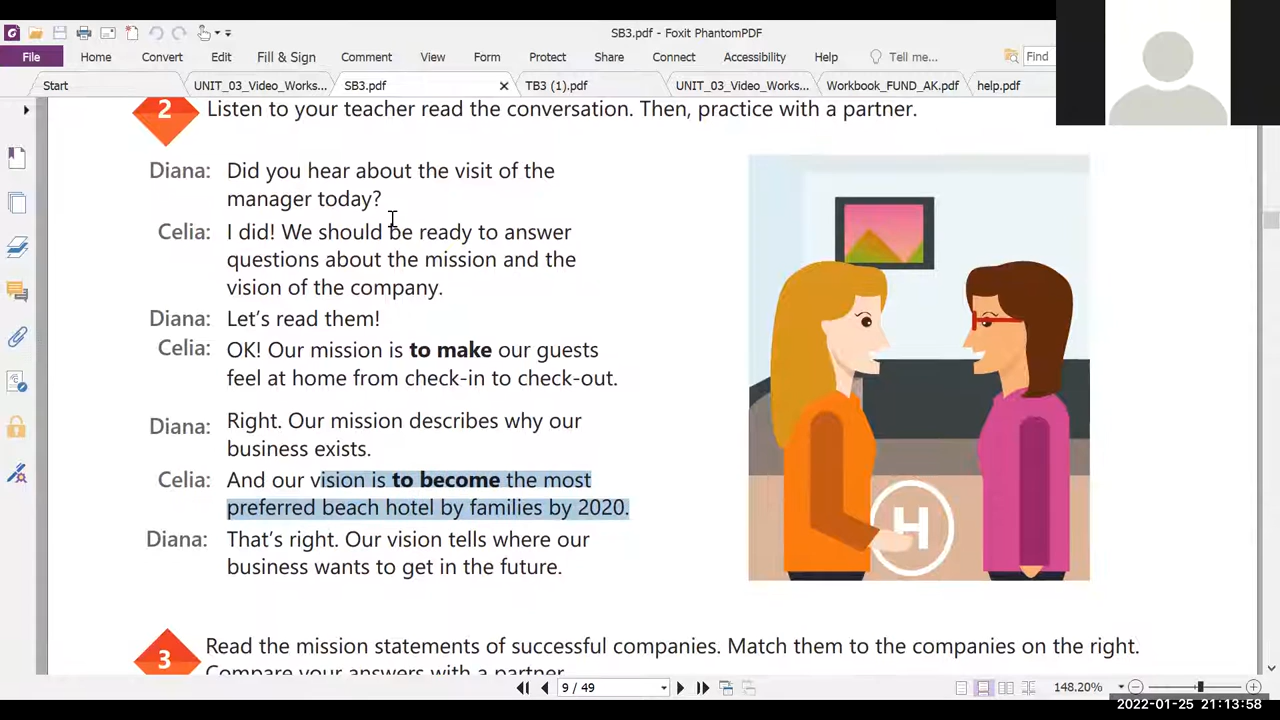 SB3.pdf - Foxit PhantomPDF
File Home Convert Edit Fill & Sign Comment View Form Protect Share Connect Accessibility Help Tell me... Find
Start UNIT_03_Video_Works... SB3.pdf TB3 (1).pdf UNIT_03_Video_Works... Workbook_FUND_AK.pdf help.pdf
2 Listen to your teacher read the conversation. Then, practice with a partner.
Diana: Did you hear about the visit of the
manager today?
Celia: I did! We should be ready to answer
questions about the mission and the
vision of the company.
Diana: Let's read them!
Celia: OK! Our mission is to make our guests
feel at home from check-in to check-out.
Diana: Right. Our mission describes why our
business exists.
Celia: And our vision is to become the most
preferred beach hotel by families by 2020.
Diana: That's right. Our vision tells where our
business wants to get in the future.
H
3 Read the mission statements of successful companies. Match them to the companies on the right.
Compare your answers with a partner.
9 / 49
148.20%
2022-01-25 21:13:58